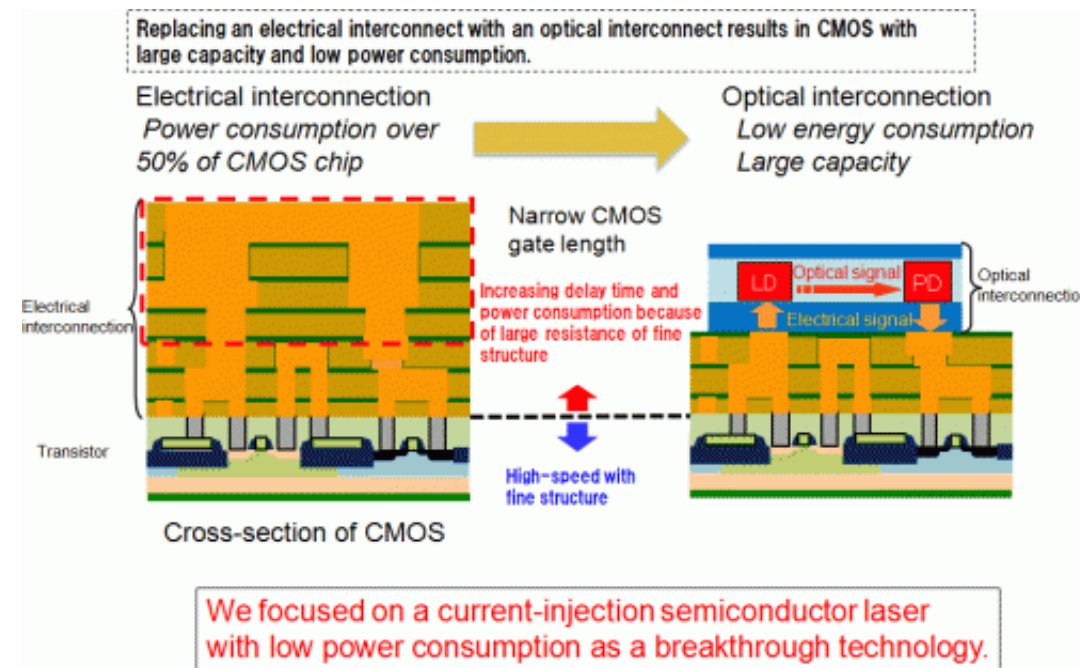 Replacing an electrical interconnect with an optical interconnect results in CMOS with
large capacity and low power consumption.
Electrical interconnection
Power consumption over
50% of CMOS chip
Optical interconnection
Low energy consumption
Large capacity
Narrow CMOS
gate length
Electrical
interconnection
Increasing delay time and
power consumption because
of large resistance of fine
structure
LD
Optical signal
PD
Electrical signal
Optical
interconnectio
Transistor
High-speed with
fine structure
Cross-section of CMOS
We focused on a current-injection semiconductor laser
with low power consumption as a breakthrough technology.